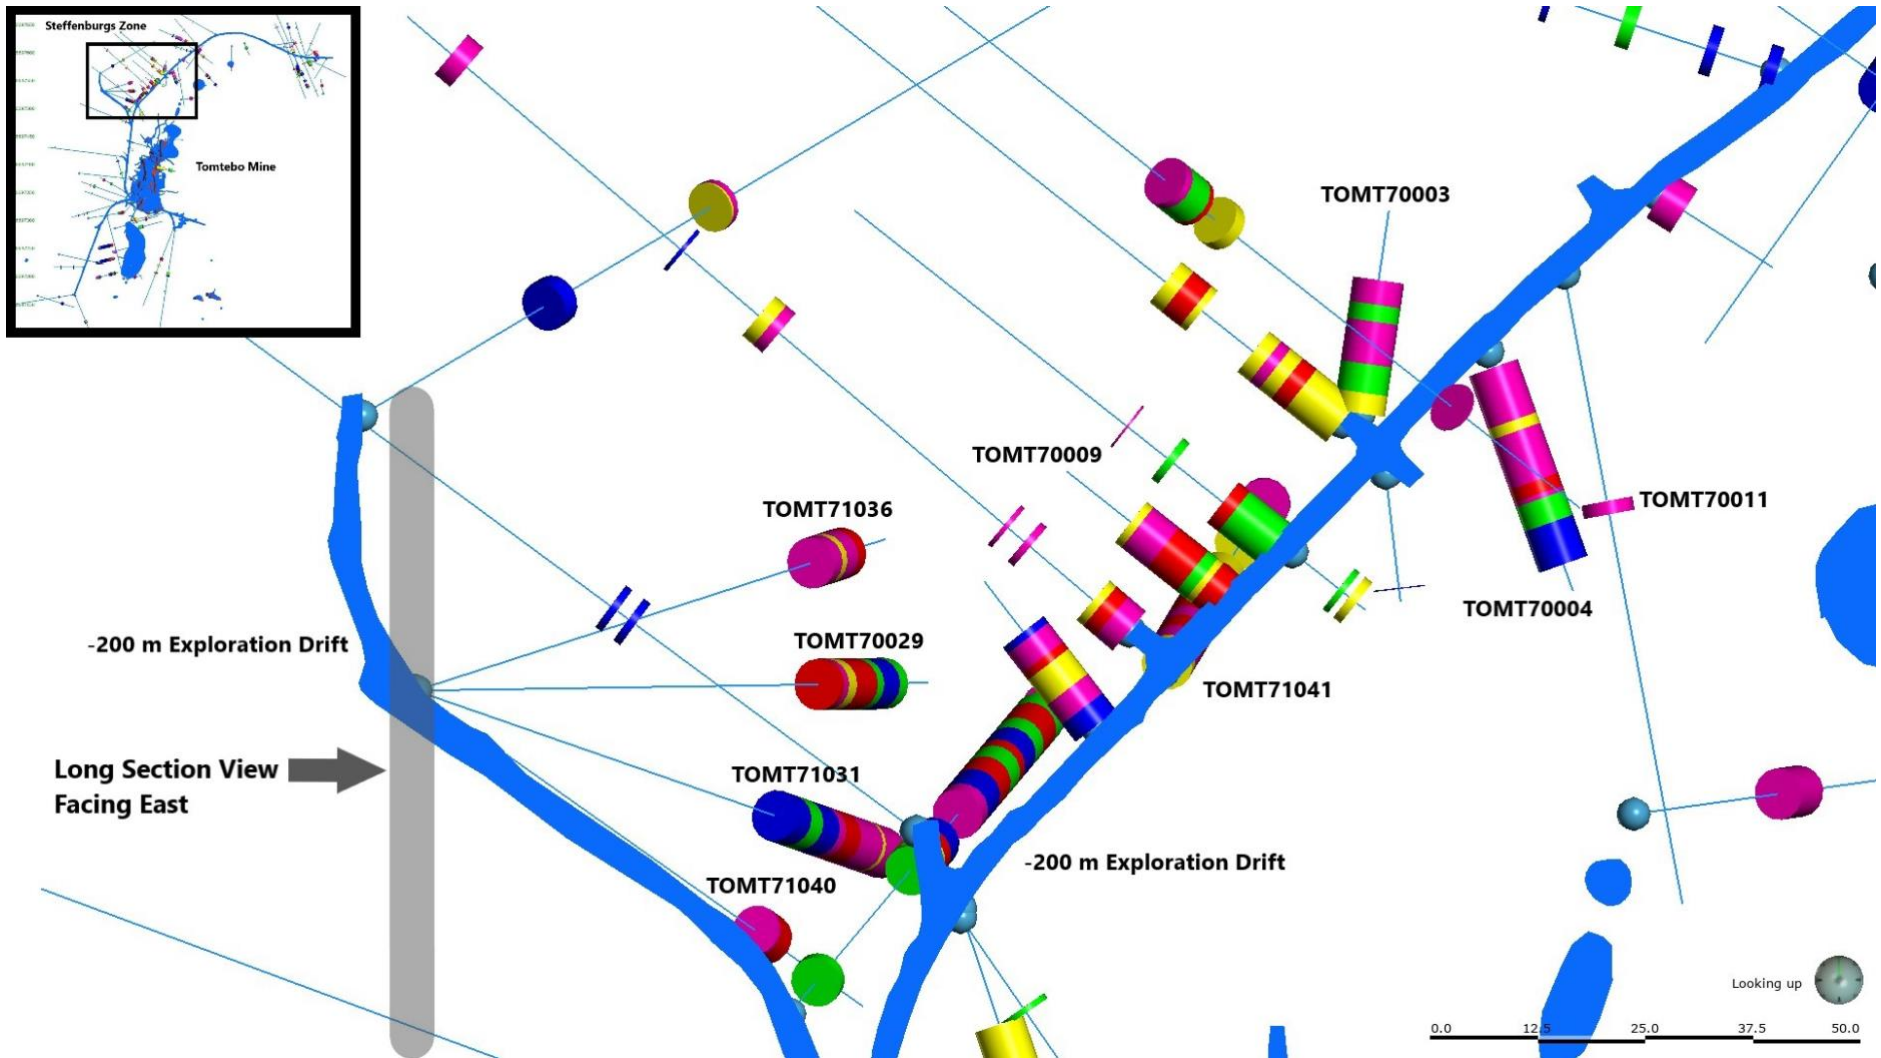 Steffenburgs Zone
Tomtebo Mine
TOMT70003
TOMT70009
TOMT70011
TOMT71036
TOMT70004
TOMT70029
-200 m Exploration Drift
TOMT71041
Long Section View
Facing East
TOMT71031
-200 m Exploration Drift
TOMT71040
Looking up
0.0 12.5 25.0 37.5 50.0